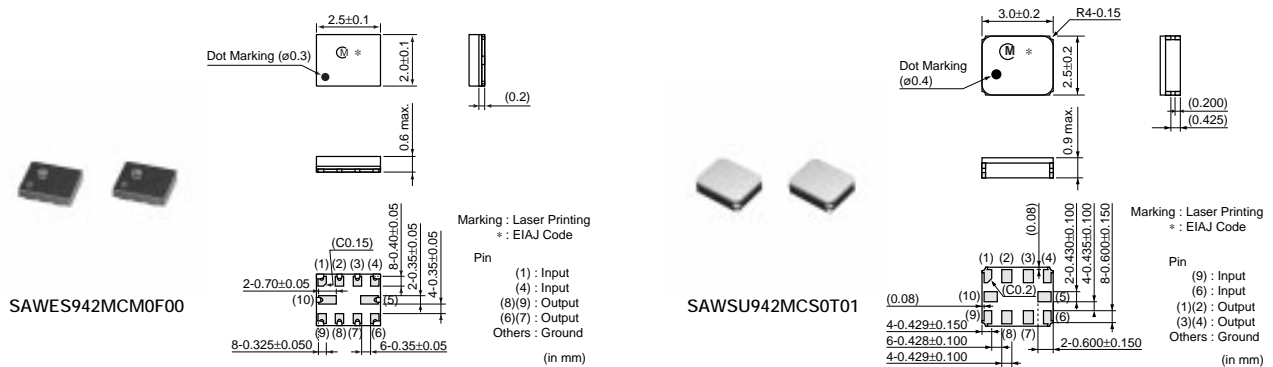 2.5±0.1
Dot Marking (ø0.3)
M *
2.0±0.1
(0.2)
0.6 max.
Marking : Laser Printing
* : EIAJ Code
Pin
(1) : Input
(4) : Input
(8)(9) : Output
(6)(7) : Output
Others : Ground
(in mm)
(C0.15)
8-0.40±0.05
2-0.35±0.05
4-0.35±0.05
2-0.70±0.05
(1) (2) (3) (4)
(10) (5)
(9) (8) (7) (6)
8-0.325±0.050
6-0.35±0.05
SAWES942MCM0F00
3.0±0.2
R4-0.15
Dot Marking
(ø0.4)
M *
2.5±0.2
(0.200)
(0.425)
0.9 max.
Marking : Laser Printing
* : EIAJ Code
Pin
(9) : Input
(6) : Input
(1)(2) : Output
(3)(4) : Output
Others : Ground
(in mm)
(0.08)
2-0.430±0.100
4-0.435±0.100
8-0.600±0.150
(1) (2) (3) (4)
(C0.2)
(10) (5)
(0.08)
(9) (6)
(8) (7)
4-0.429±0.150
6-0.428±0.100
4-0.429±0.100
2-0.600±0.150
SAWSU942MCS0T01